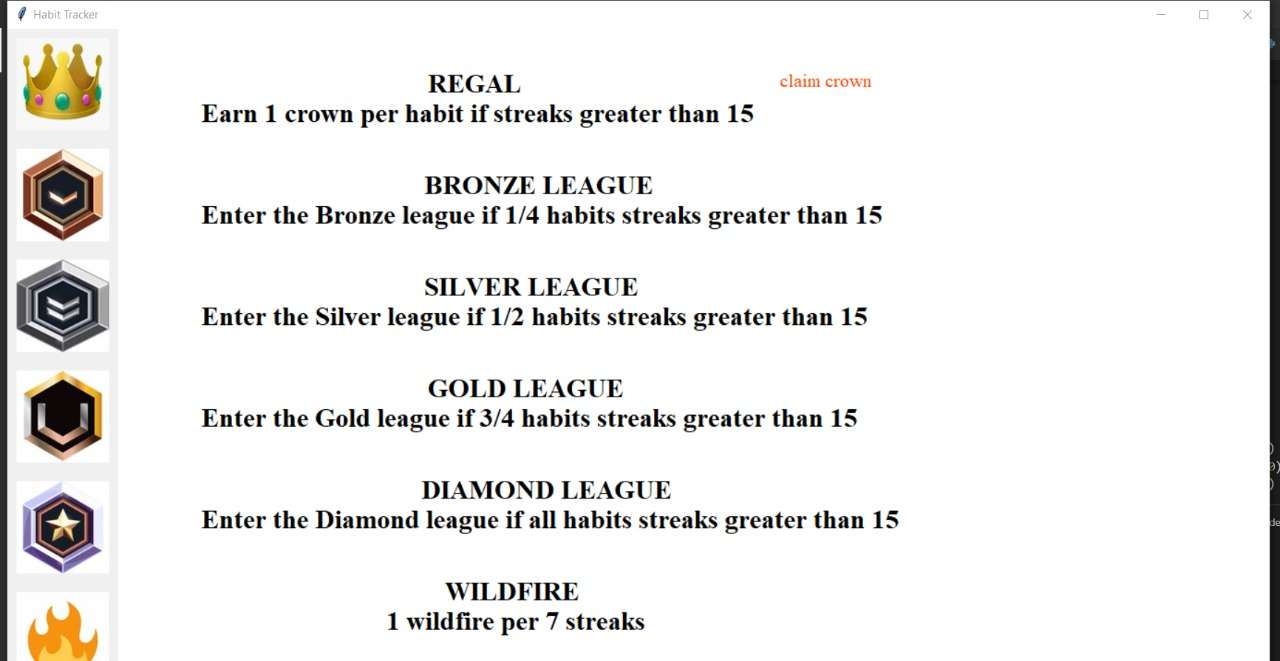 Habit Tracker
REGAL
claim crown
Earn 1 crown per habit if streaks greater than 15
BRONZE LEAGUE
Enter the Bronze league if 1/4 habits streaks greater than 15
SILVER LEAGUE
Enter the Silver league if 1/2 habits streaks greater than 15
GOLD LEAGUE
Enter the Gold league if 3/4 habits streaks greater than 15
DIAMOND LEAGUE
Enter the Diamond league if all habits streaks greater than 15
WILDFIRE
1 wildfire per 7 streaks